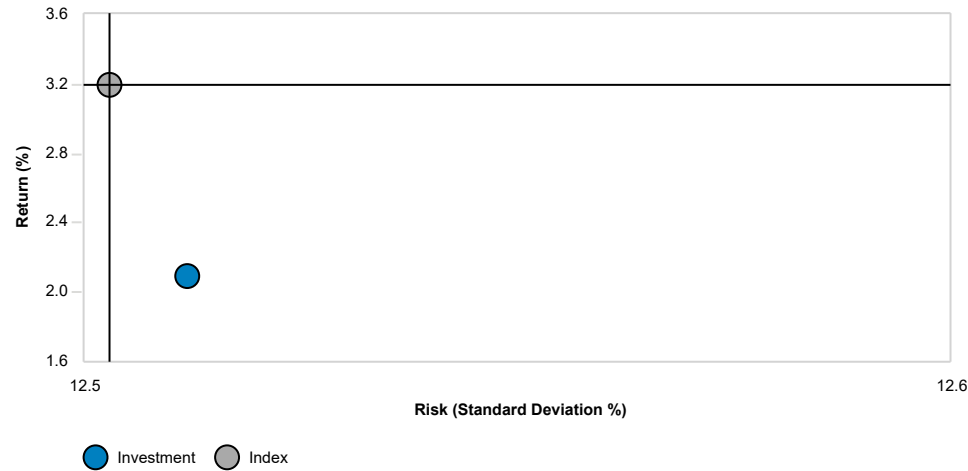 3.6
3.2
2.8
2.4
2.0
1.6
Return (%)
12.5 12.6
Risk (Standard Deviation %)
Investment Index